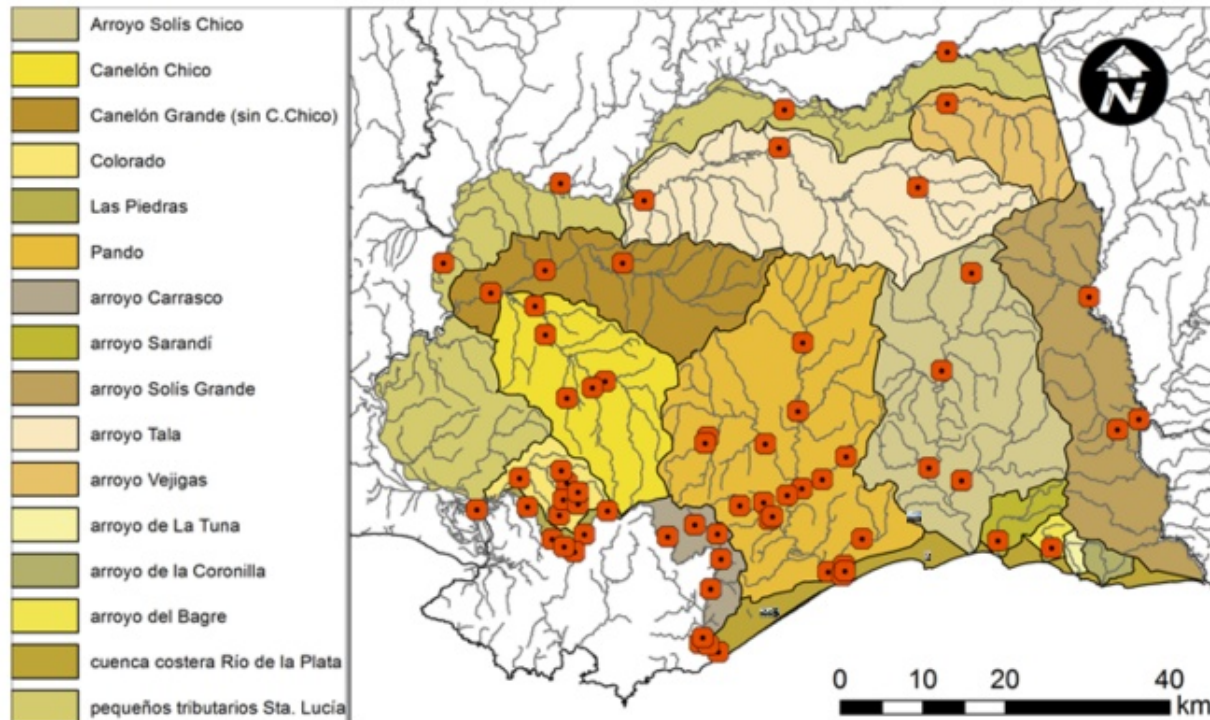 Arroyo Solís Chico
Canelón Chico
Canelón Grande (sin C.Chico)
Colorado
Las Piedras
Pando
arroyo Carrasco
arroyo Sarandí
arroyo Solís Grande
arroyo Tala
arroyo Vejigas
arroyo de La Tuna
arroyo de la Coronilla
arroyo del Bagre
cuenca costera Río de la Plata
pequeños tributarios Sta. Lucía
N
0 10 20 40
km